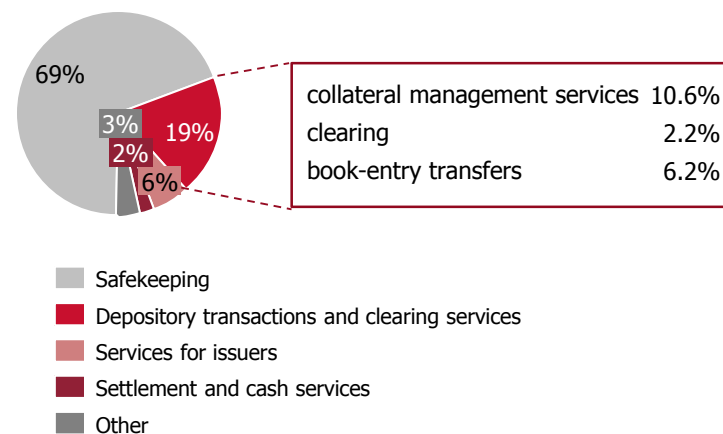 69%
3%
19%
2%
6%
collateral management services 10.6%
clearing 2.2%
book-entry transfers 6.2%
Safekeeping
Depository transactions and clearing services
Services for issuers
Settlement and cash services
Other